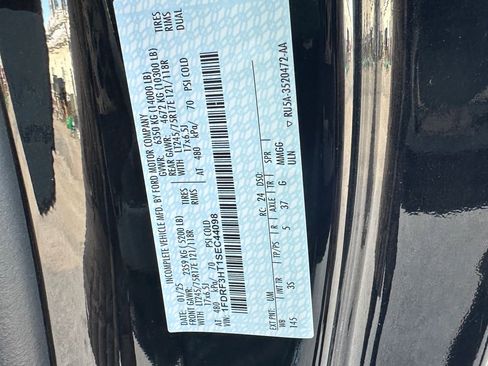 INCOMPLETE VEHICLE MFD. BY FORD MOTOR COMPANY
01/25 GVWR: 6350 KG (14000 LB)
FRONT GAWR: 2359 KG (5200 LB) REAR GAWR: 4672 KG (10300 LB)
WITH LT245/75R17E 121/118R TIRES WITH LT245/75R17E 121/118R TIRES
17x6.5J RIMS 17x6.5J RIMS
AT 480 kPa/ 70 PSI COLD AT 480 kPa/ 70 PSI COLD DUAL
VIN: 1FDRF3HT1SEC44098
EXT PNT: UM RC: 24 DSO:
WB TP/PS R AXLE TR SPR
145 3S 5 37 G MAGG
ULN
▽ RU5A-3520472-AA